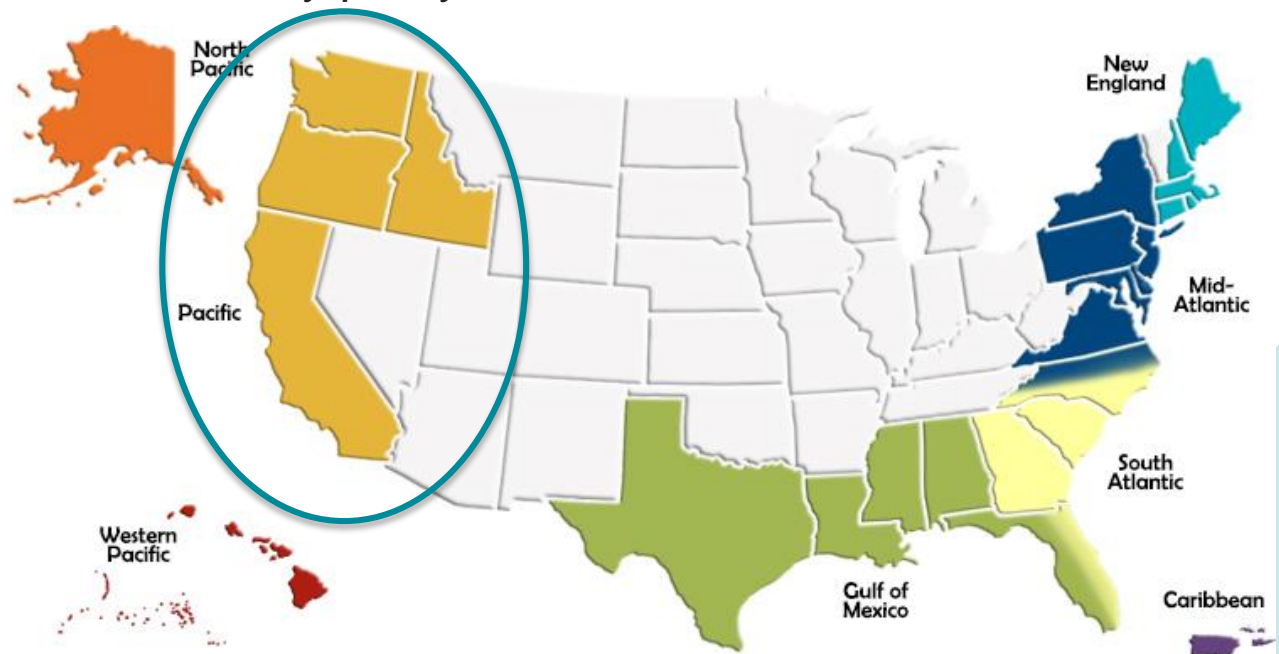 North
Pacific
New
England
Pacific
Mid-
Atlantic
South
Atlantic
Western
Pacific
Gulf of
Mexico
Caribbean